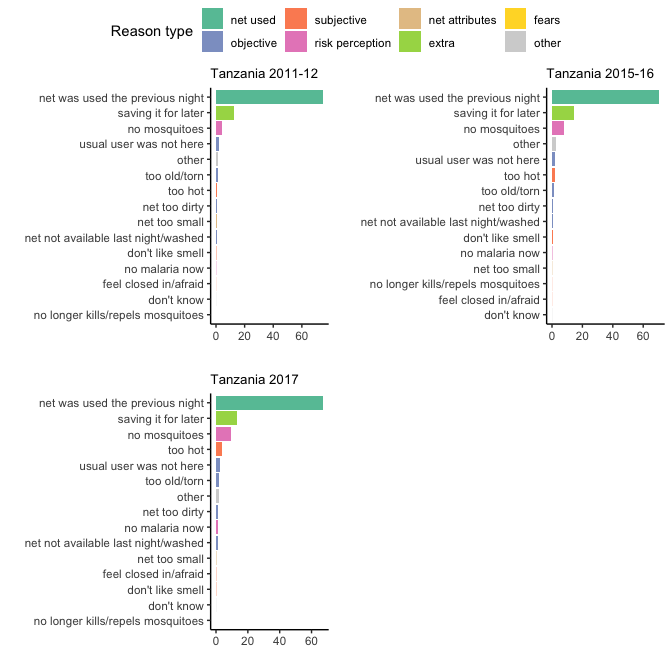 Reason type
net used
subjective
net attributes
fears
objective
risk perception
extra
other
Tanzania 2011-12
net was used the previous night
saving it for later
no mosquitoes
usual user was not here
other
too old/torn
too hot
net too dirty
net too small
net not available last night/washed
don't like smell
no malaria now
feel closed in/afraid
don't know
no longer kills/repels mosquitoes
0 20 40 60
Tanzania 2015-16
net was used the previous night
saving it for later
no mosquitoes
other
usual user was not here
too hot
too old/torn
net too dirty
net not available last night/washed
don't like smell
no malaria now
net too small
no longer kills/repels mosquitoes
feel closed in/afraid
don't know
0 20 40 60
Tanzania 2017
net was used the previous night
saving it for later
no mosquitoes
too hot
usual user was not here
too old/torn
other
net too dirty
no malaria now
net not available last night/washed
net too small
feel closed in/afraid
don't like smell
don't know
no longer kills/repels mosquitoes
0 20 40 60